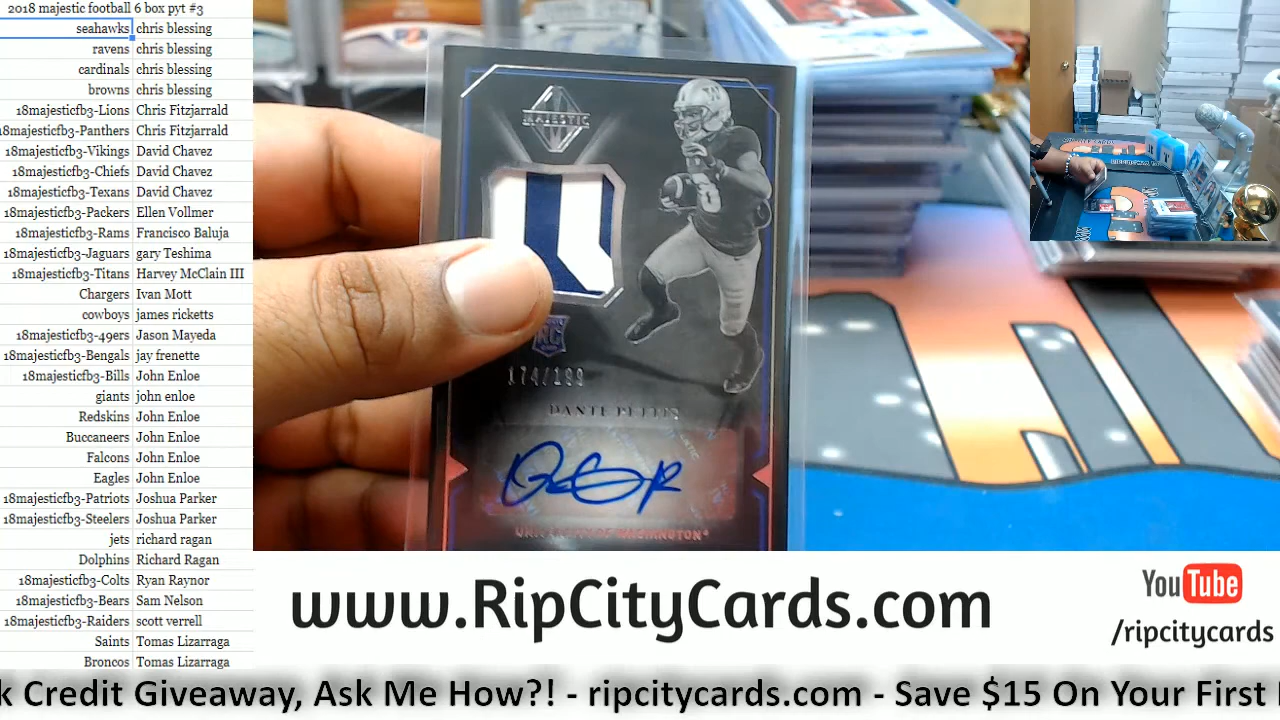 2018 majestic football 6 box pyt #3
seahawks chris blessing
ravens chris blessing
cardinals chris blessing
browns chris blessing
18majesticfb3-Lions Chris Fitzjarrald
18majesticfb3-Panthers Chris Fitzjarrald
18majesticfb3-Vikings David Chavez
18majesticfb3-Chiefs David Chavez
18majesticfb3-Texans David Chavez
18majesticfb3-Packers Ellen Vollmer
18majesticfb3-Rams Francisco Baluja
18majesticfb3-Jaguars gary Teshima
18majesticfb3-Titans Harvey McClain III
Chargers Ivan Mott
cowboys james ricketts
18majesticfb3-49ers Jason Mayeda
18majesticfb3-Bengals jay frenette
18majesticfb3-Bills John Enloe
giants john enloe
Redskins John Enloe
Buccaneers John Enloe
Falcons John Enloe
Eagles John Enloe
18majesticfb3-Patriots Joshua Parker
18majesticfb3-Steelers Joshua Parker
jets richard ragan
Dolphins Richard Ragan
18majesticfb3-Colts Ryan Raynor
18majesticfb3-Bears Sam Nelson
18majesticfb3-Raiders scott verrell
Saints Tomas Lizarraga
Broncos Tomas Lizarraga
MAJESTIC
RC
174/199
DANTE PETTIS
UNIVERSITY OF WASHINGTON
www.RipCityCards.com
YouTube
/ripcitycards
k Credit Giveaway, Ask Me How?! - ripcitycards.com - Save $15 On Your First